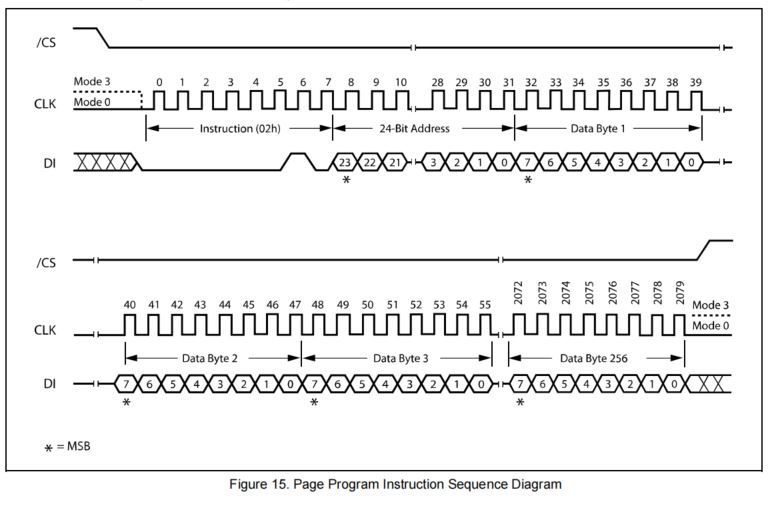 /CS
Mode 3 0 1 2 3 4 5 6 7 8 9 10 28 29 30 31 32 33 34 35 36 37 38 39
CLK Mode 0
Instruction (02h) 24-Bit Address Data Byte 1
DI 23 22 21 3 2 1 0 7 6 5 4 3 2 1 0
* *
/CS
40 41 42 43 44 45 46 47 48 49 50 51 52 53 54 55 2072 2073 2074 2075 2076 2077 2078 2079 Mode 3
CLK Mode 0
Data Byte 2 Data Byte 3 Data Byte 256
DI 7 6 5 4 3 2 1 0 7 6 5 4 3 2 1 0 7 6 5 4 3 2 1 0
* * *
* = MSB
Figure 15. Page Program Instruction Sequence Diagram